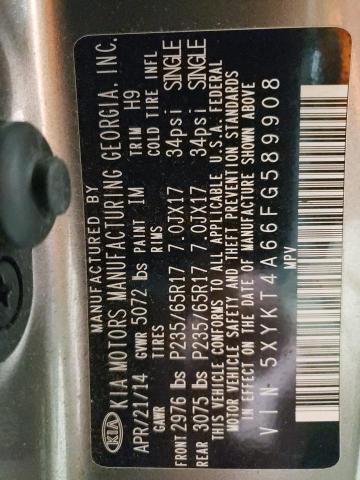 MANUFACTURED BY
KIA KIA MOTORS MANUFACTURING GEORGIA, INC.
APR/21/14 GVWR 5072 lbs PAINT IM TRIM H9
GAWR TIRES RIMS COLD TIRE INFL
FRONT 2976 lbs P235/65R17 7.0JX17 34psi SINGLE
REAR 3075 lbs P235/65R17 7.0JX17 34psi SINGLE
THIS VEHICLE CONFORMS TO ALL APPLICABLE U.S.A. FEDERAL
MOTOR VEHICLE SAFETY AND THEFT PREVENTION STANDARDS
IN EFFECT ON THE DATE OF MANUFACTURE SHOWN ABOVE
VIN 5XYKT4A66FG589908
MPV